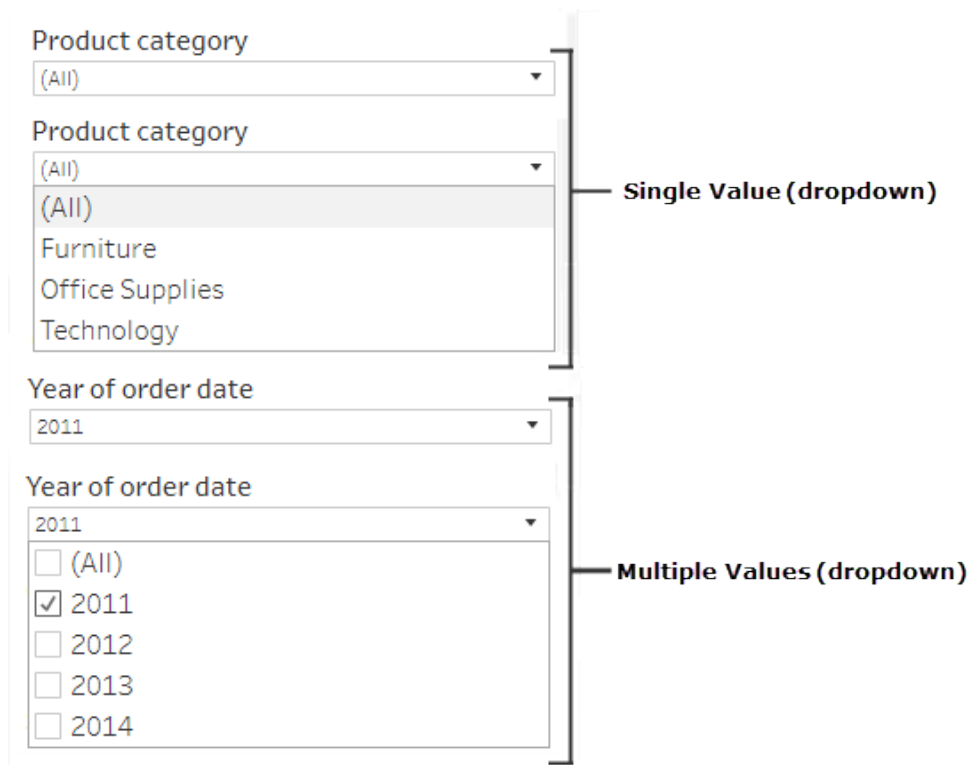 Product category
(All)
Product category
(All)
(All)
Furniture
Office Supplies
Technology
Single Value (dropdown)
Year of order date
2011
Year of order date
2011
(All)
2011
2012
2013
2014
Multiple Values (dropdown)